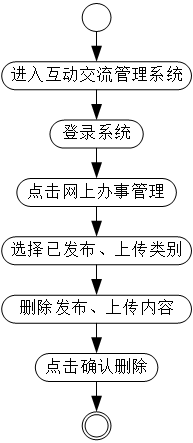 进入互动交流管理系统
登录系统
点击网上办事管理
选择已发布、上传类别
删除发布、上传内容
点击确认删除